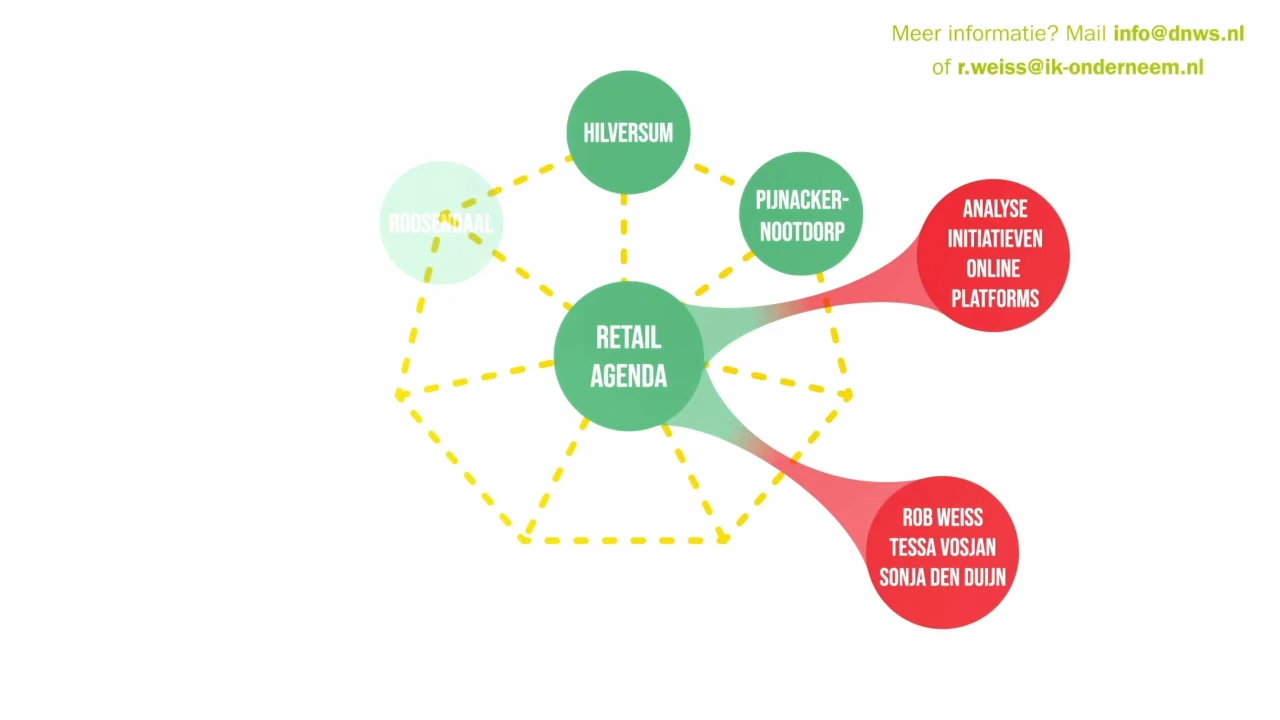 Meer informatie? Mail info@dnws.nl
of r.weiss@ik-onderneem.nl
HILVERSUM
ROOSENDAAL
PIJNACKER-
NOOTDORP
ANALYSE
INITIATIEVEN
ONLINE
PLATFORMS
RETAIL
AGENDA
ROB WEISS
TESSA VOSJAN
SONJA DEN DUIJN